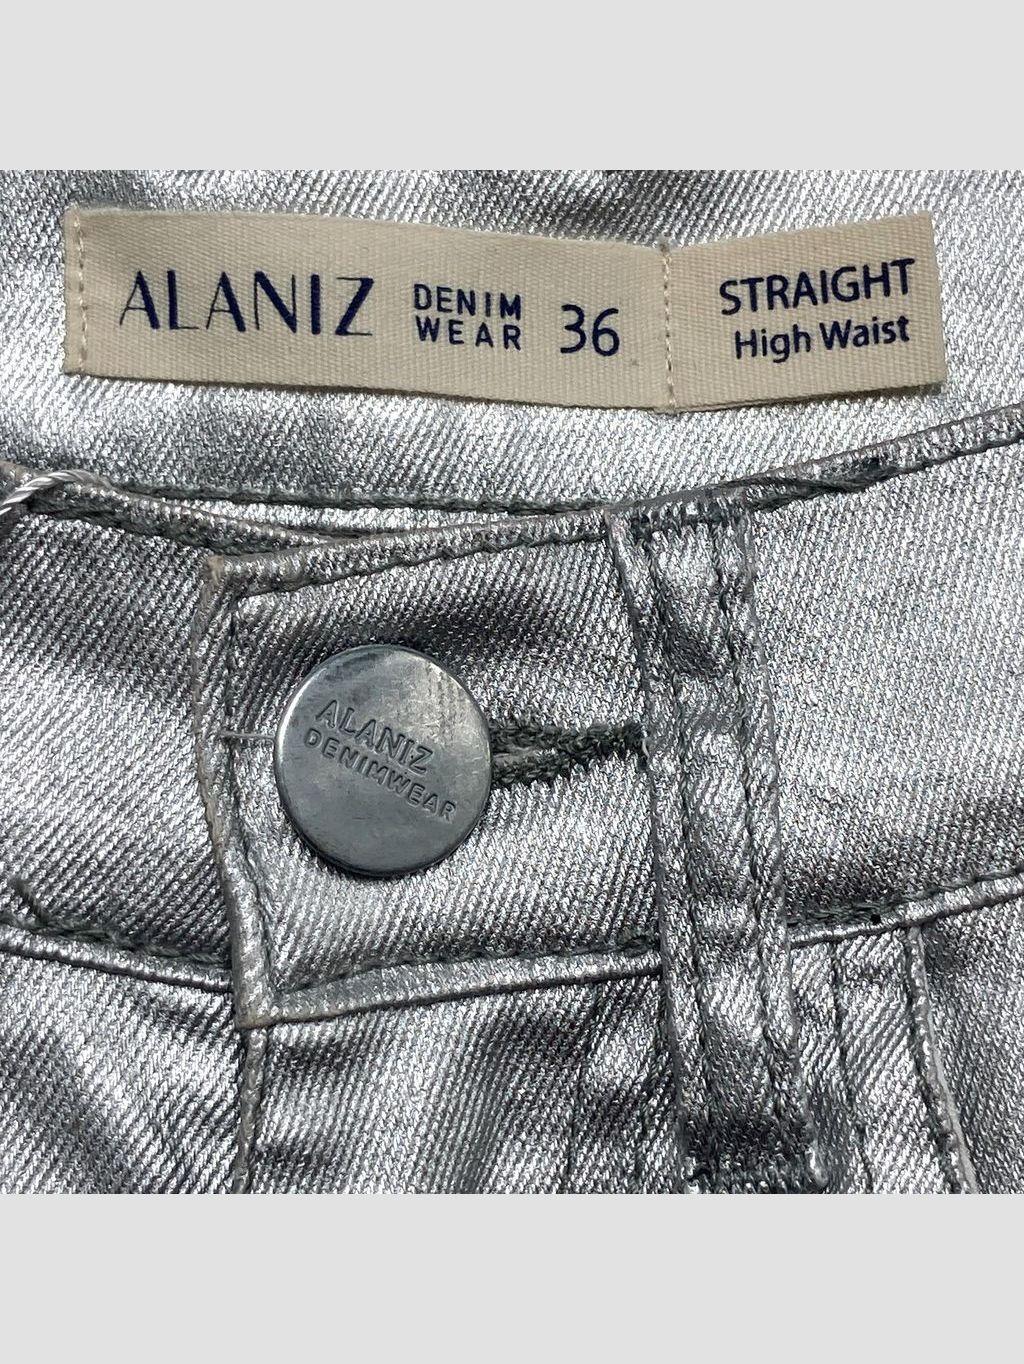 ALANIZ
DENIM
WEAR
36
STRAIGHT
High Waist
ALANIZ
DENIMWEAR